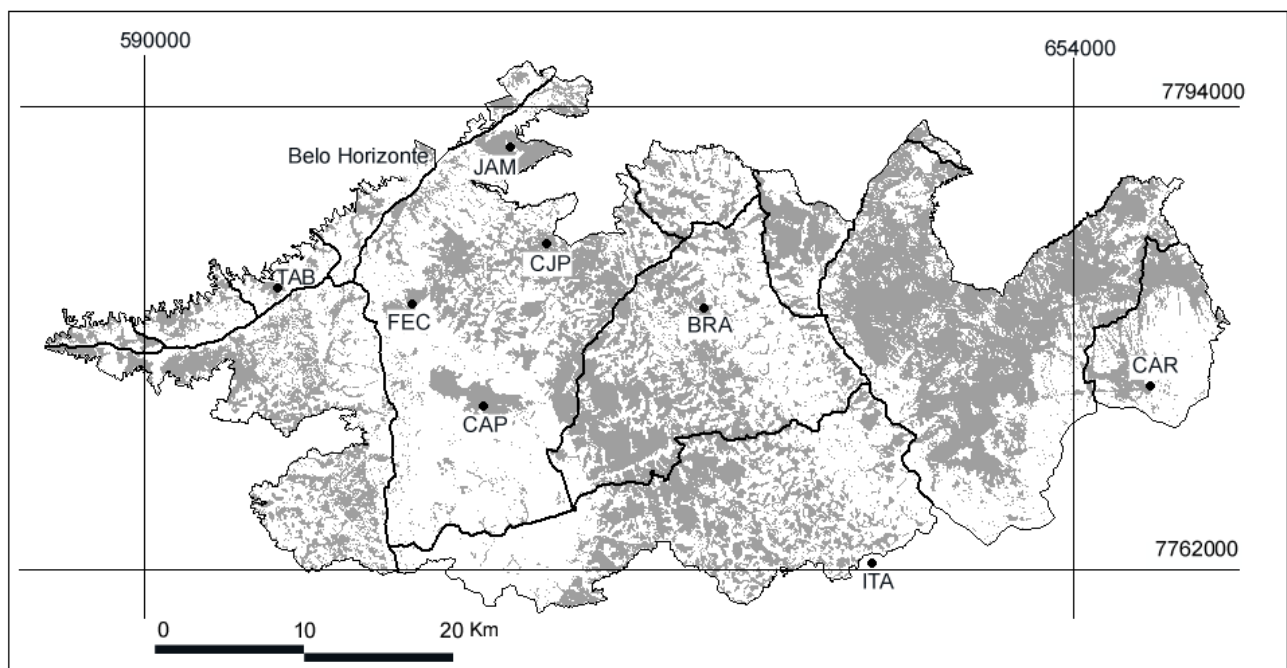 590000
654000
7794000
Belo Horizonte
JAM
CJP
TAB
FEC
BRA
CAR
CAP
7762000
ITA
0 10 20 Km